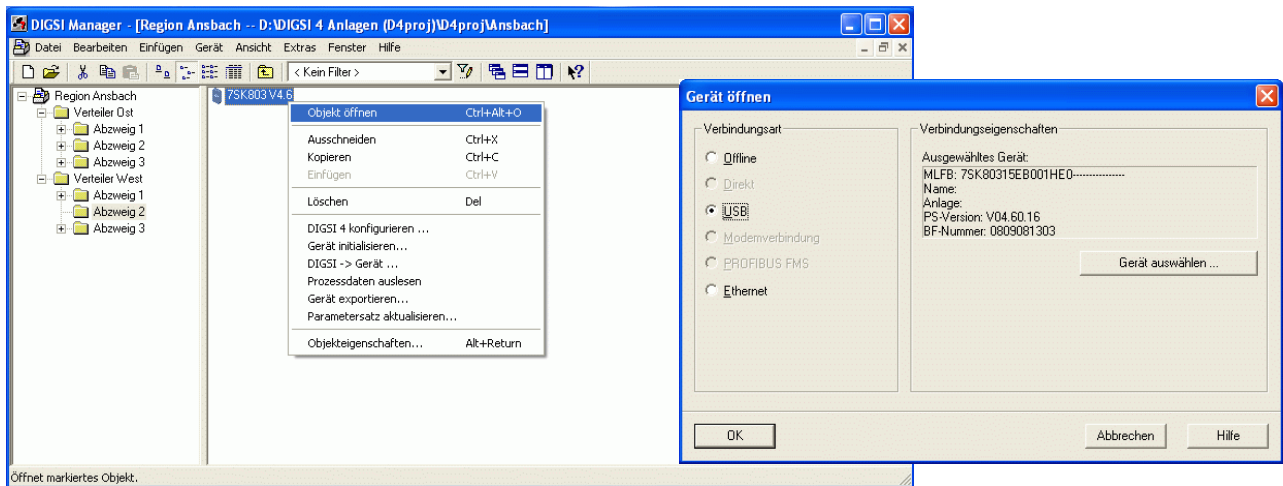 DIGSI Manager - [Region Ansbach -- D:\DIGSI 4 Anlagen (D4proj)\D4proj\Ansbach]
Datei Bearbeiten Einfügen Gerät Ansicht Extras Fenster Hilfe
< Kein Filter >
Region Ansbach
Verteiler Ost
Abzweig 1
Abzweig 2
Abzweig 3
Verteiler West
Abzweig 1
Abzweig 2
Abzweig 3
7SK803 V4.6
Objekt öffnen Ctrl+Alt+O
Ausschneiden Ctrl+X
Kopieren Ctrl+C
Einfügen Ctrl+V
Löschen Del
DIGSI 4 konfigurieren ...
Gerät initialisieren...
DIGSI -> Gerät ...
Prozessdaten auslesen
Gerät exportieren...
Parametersatz aktualisieren...
Objekteigenschaften... Alt+Return
Öffnet markiertes Objekt.
Gerät öffnen
Verbindungsart
Offline
Direkt
USB
Modemverbindung
PROFIBUS FMS
Ethernet
Verbindungseigenschaften
Ausgewähltes Gerät:
MLFB: 7SK80315EB001HE0----------------
Name:
Anlage:
PS-Version: V04.60.16
BF-Nummer: 0809081303
Gerät auswählen ...
OK Abbrechen Hilfe